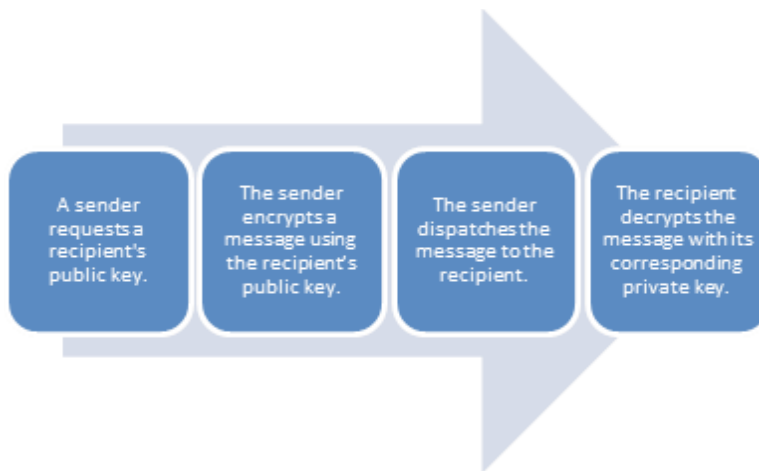 A sender
requests a
recipient's
public key.
The sender
encrypts a
message using
the recipient's
public key.
The sender
dispatches the
message to the
recipient.
The recipient
decrypts the
message with its
corresponding
private key.